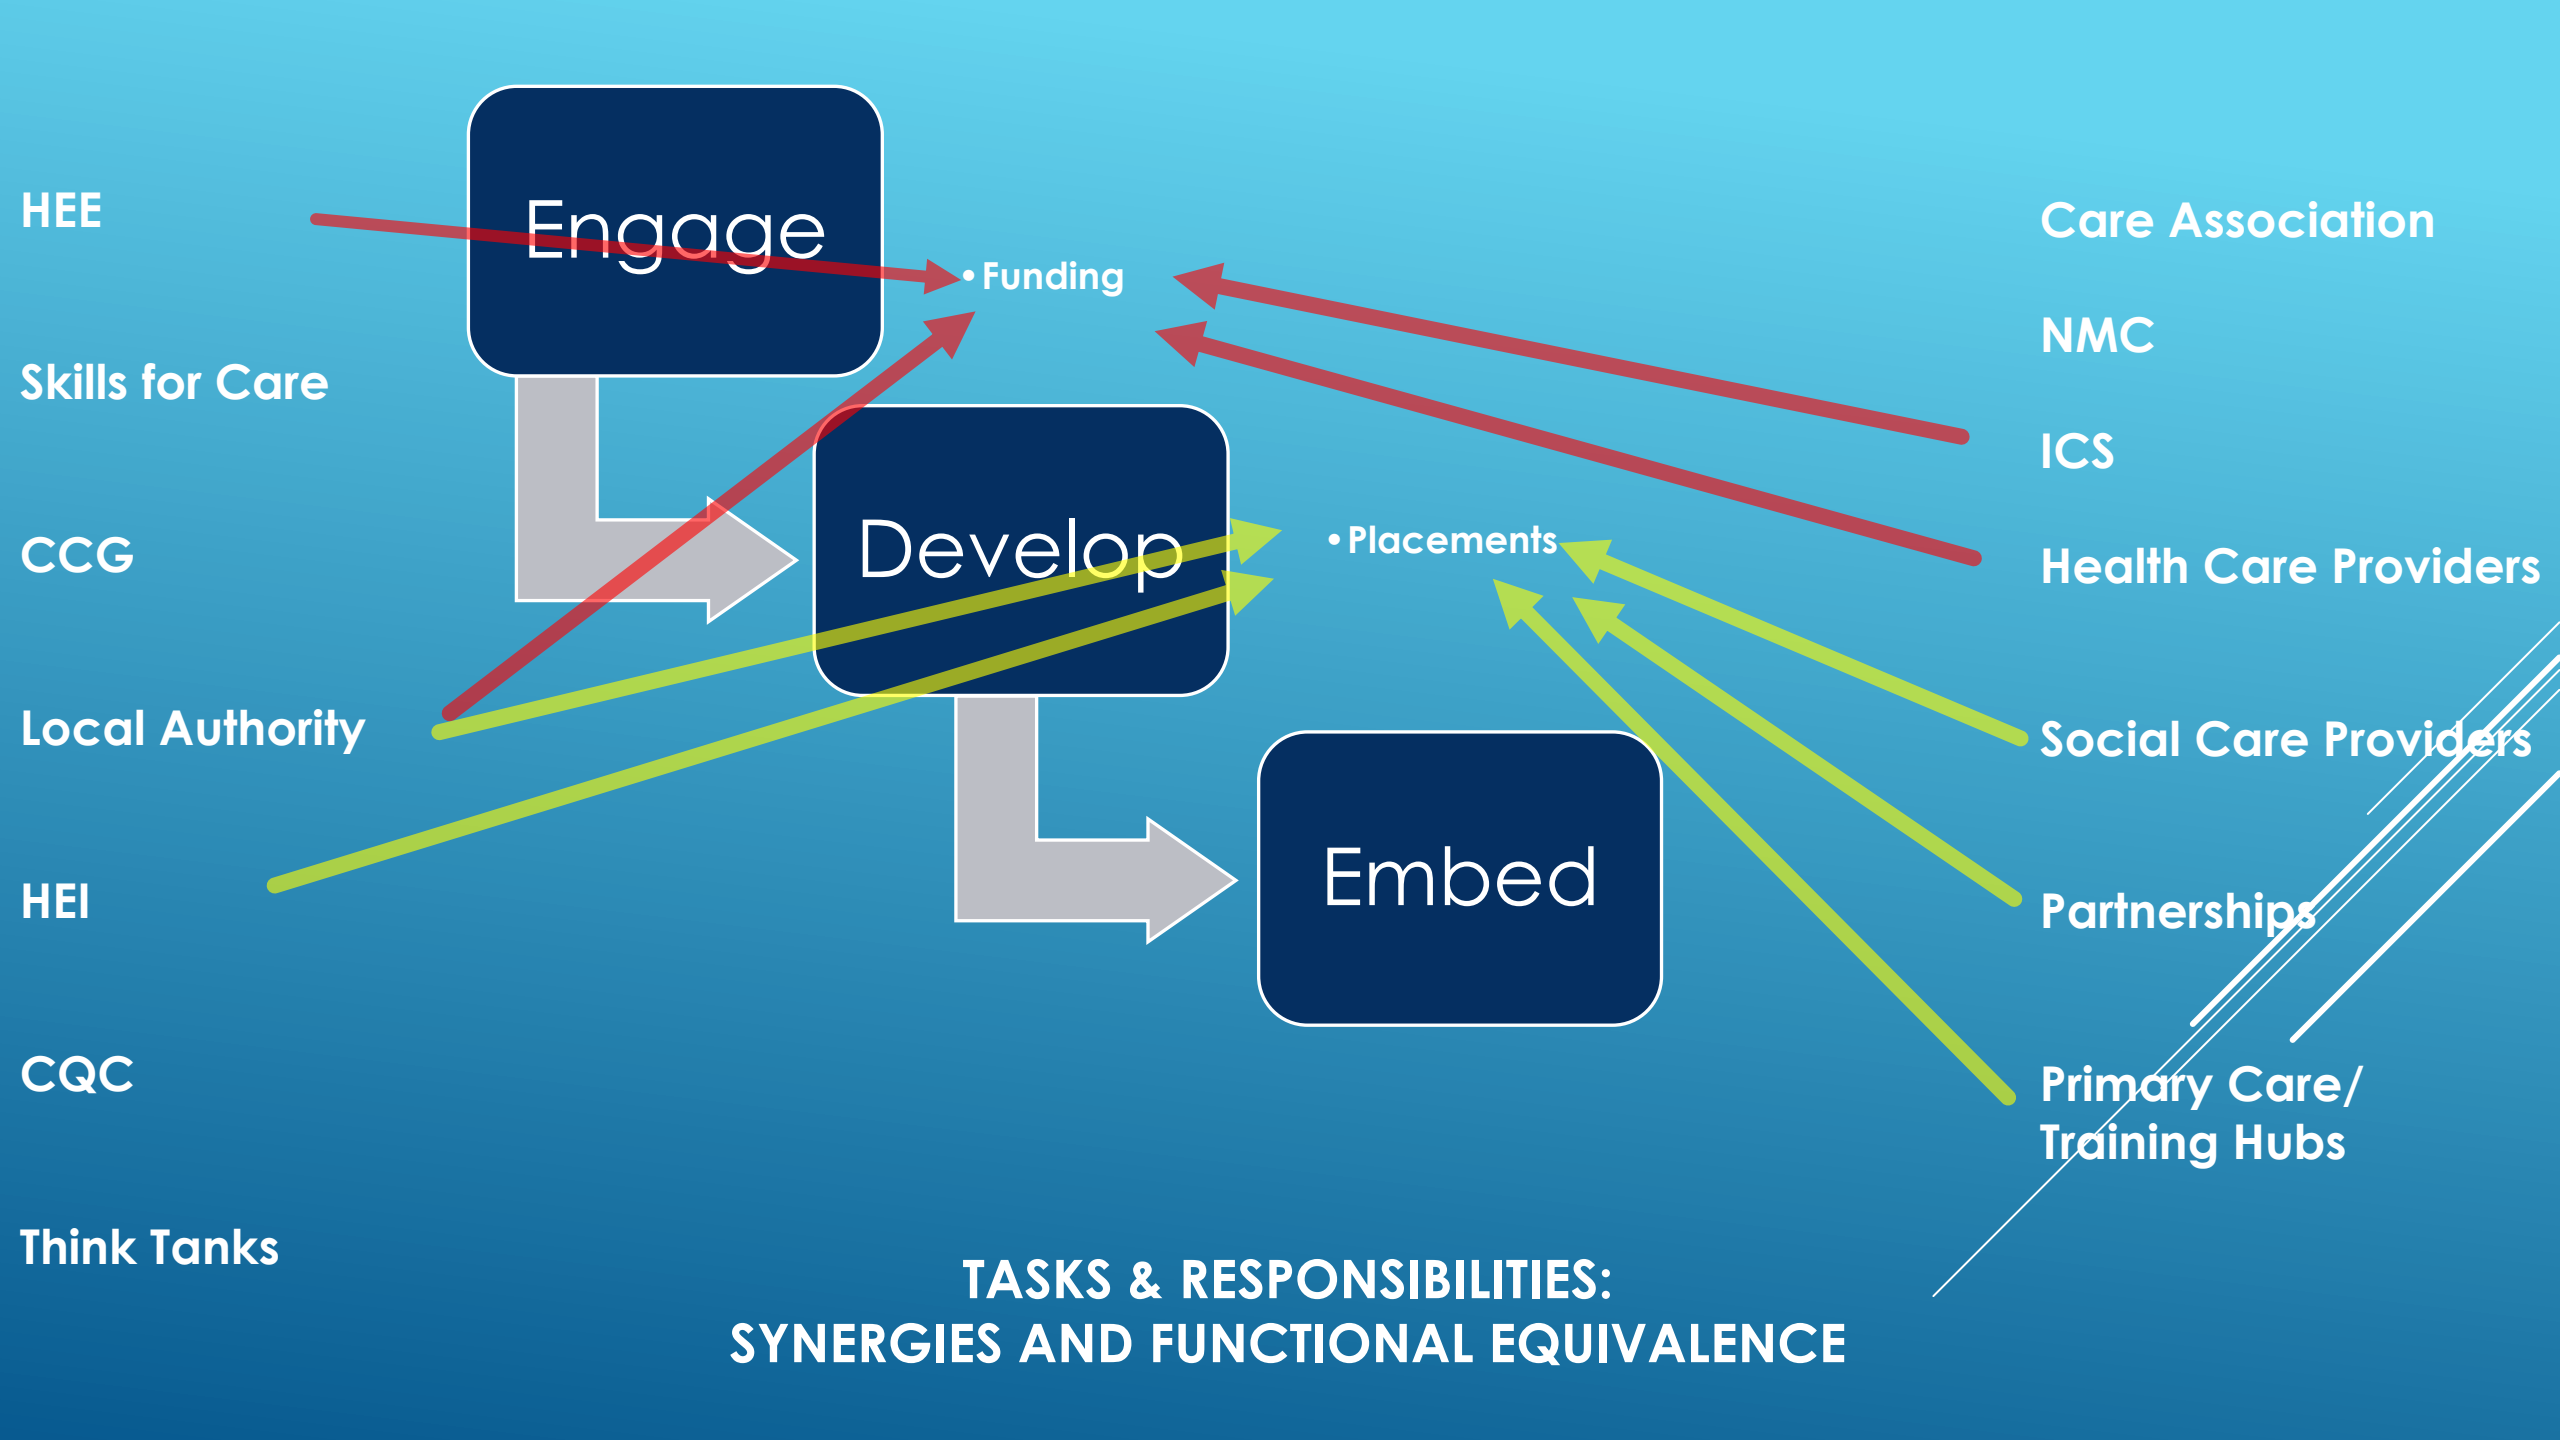 HEE
Skills for Care
CCG
Local Authority
HEI
CQC
Think Tanks
Engage
• Funding
Develop
• Placements
Embed
Care Association
NMC
ICS
Health Care Providers
Social Care Providers
Partnerships
Primary Care/
Training Hubs
TASKS & RESPONSIBILITIES:
SYNERGIES AND FUNCTIONAL EQUIVALENCE